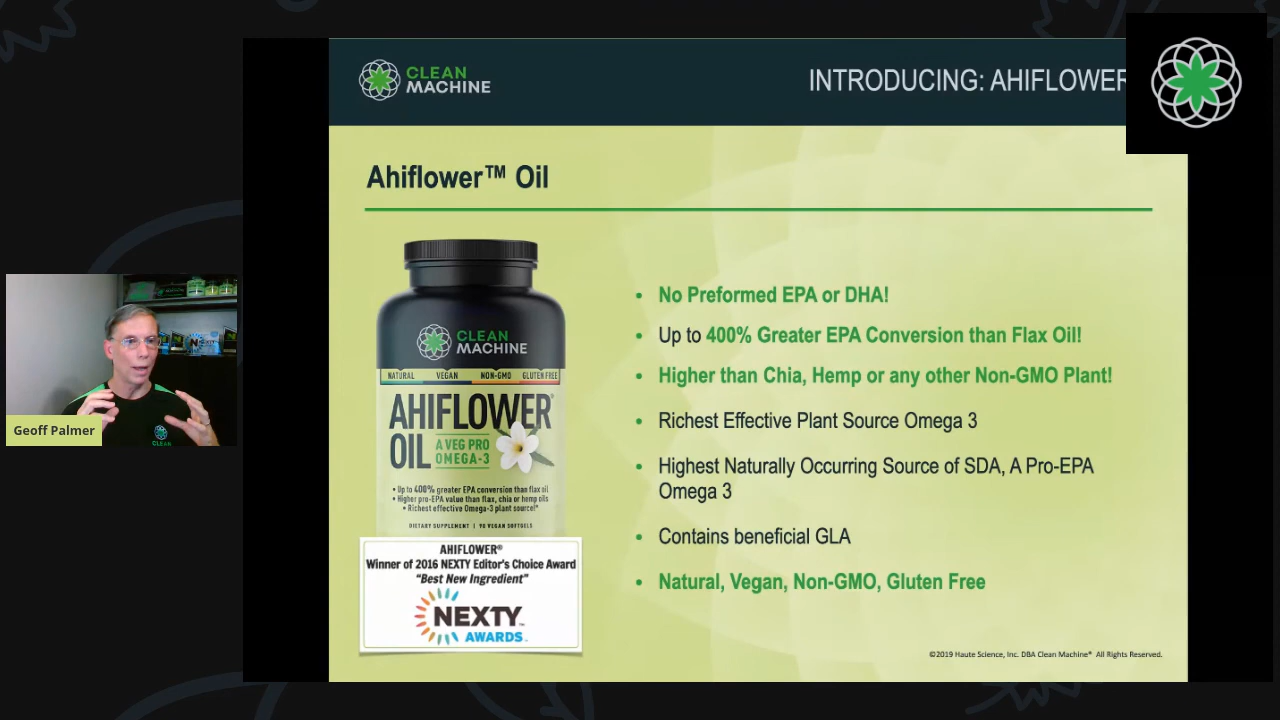 CLEAN
MACHINE
INTRODUCING: AHIFLOWER
Ahiflower™ Oil
CLEAN
MACHINE
NATURAL VEGAN NON-GMO GLUTEN FREE
AHIFLOWER®
OIL A VEG PRO
OMEGA-3
• Up to 400% greater EPA conversion than flax oil
• Higher pro-EPA value than flax, chia or hemp oils
• Richest effective Omega-3 plant source!*
DIETARY SUPPLEMENT | 90 VEGAN SOFTGELS
AHIFLOWER®
Winner of 2016 NEXTY Editor's Choice Award
"Best New Ingredient"
NEXTY™
AWARDS
• No Preformed EPA or DHA!
• Up to 400% Greater EPA Conversion than Flax Oil!
• Higher than Chia, Hemp or any other Non-GMO Plant!
• Richest Effective Plant Source Omega 3
• Highest Naturally Occurring Source of SDA, A Pro-EPA
Omega 3
• Contains beneficial GLA
• Natural, Vegan, Non-GMO, Gluten Free
©2019 Haute Science, Inc. DBA Clean Machine® All Rights Reserved.
Geoff Palmer
CLEAN